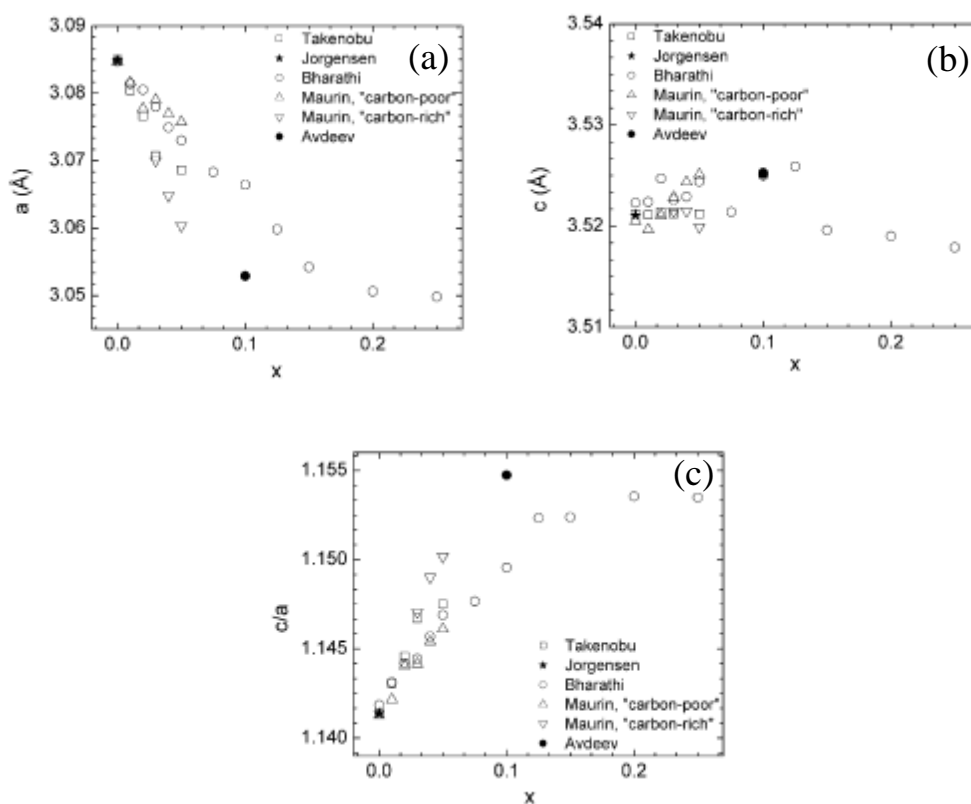 3.09
3.08
3.07
3.06
3.05
a (Å)
0.0 0.1 0.2
x
Takenobu
Jorgensen
Bharathi
Maurin, "carbon-poor"
Maurin, "carbon-rich"
Avdeev
(a)
3.54
3.53
3.52
3.51
c (Å)
0.0 0.1 0.2
x
Takenobu
Jorgensen
Bharathi
Maurin, "carbon-poor"
Maurin, "carbon-rich"
Avdeev
(b)
1.155
1.150
1.145
1.140
c/a
0.0 0.1 0.2
x
(c)
Takenobu
Jorgensen
Bharathi
Maurin, "carbon-poor"
Maurin, "carbon-rich"
Avdeev